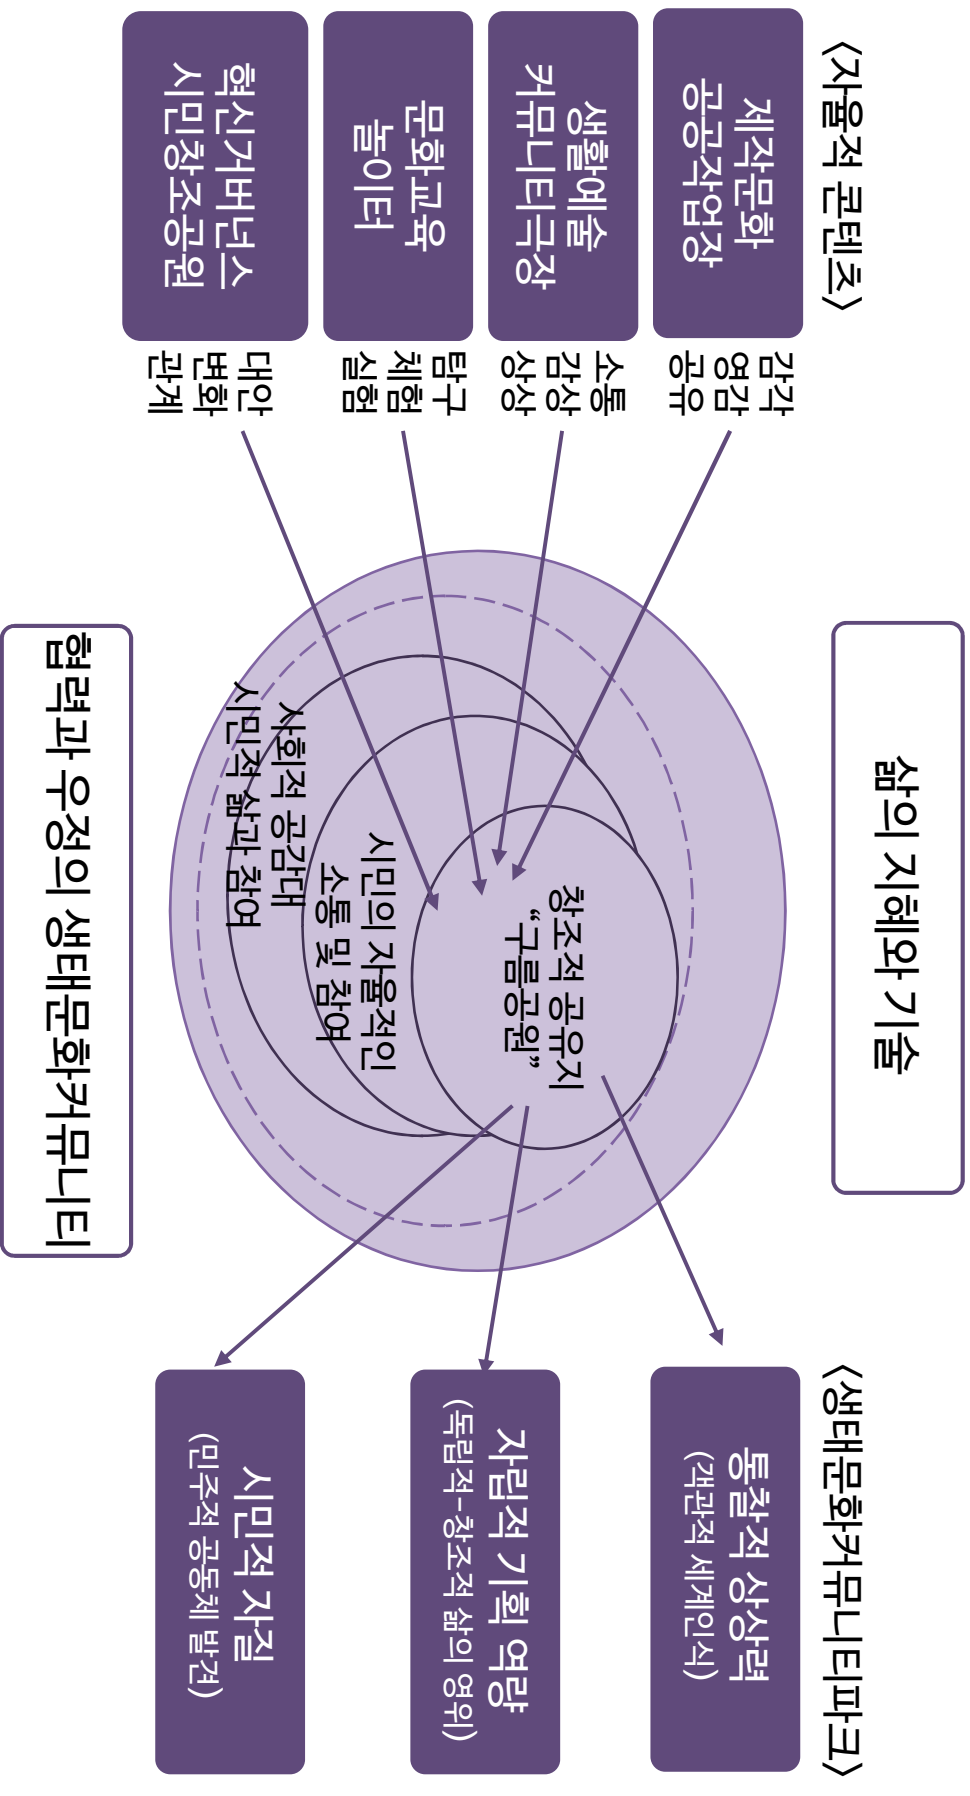 <자율적 콘텐츠>
제작문화
공공작업장
감각
영감
공유
생활예술
커뮤니티극장
소통
감상
상상
문화교육
놀이터
탐구
체험
실험
혁신거버넌스
시민창조공원
대안
변화
관계
삶의 지혜와 기술
창조적 공유지
“구름공원”
시민의 자율적인
소통 및 참여
사회적 공감대
시민적 삶과 참여
협력과 우정의 생태문화커뮤니티
<생태문화커뮤니티파크>
통찰적 상상력
(객관적 세계인식)
자립적 기획 역량
(독립적-창조적 삶의 영위)
시민적 자질
(민주적 공동체 발견)